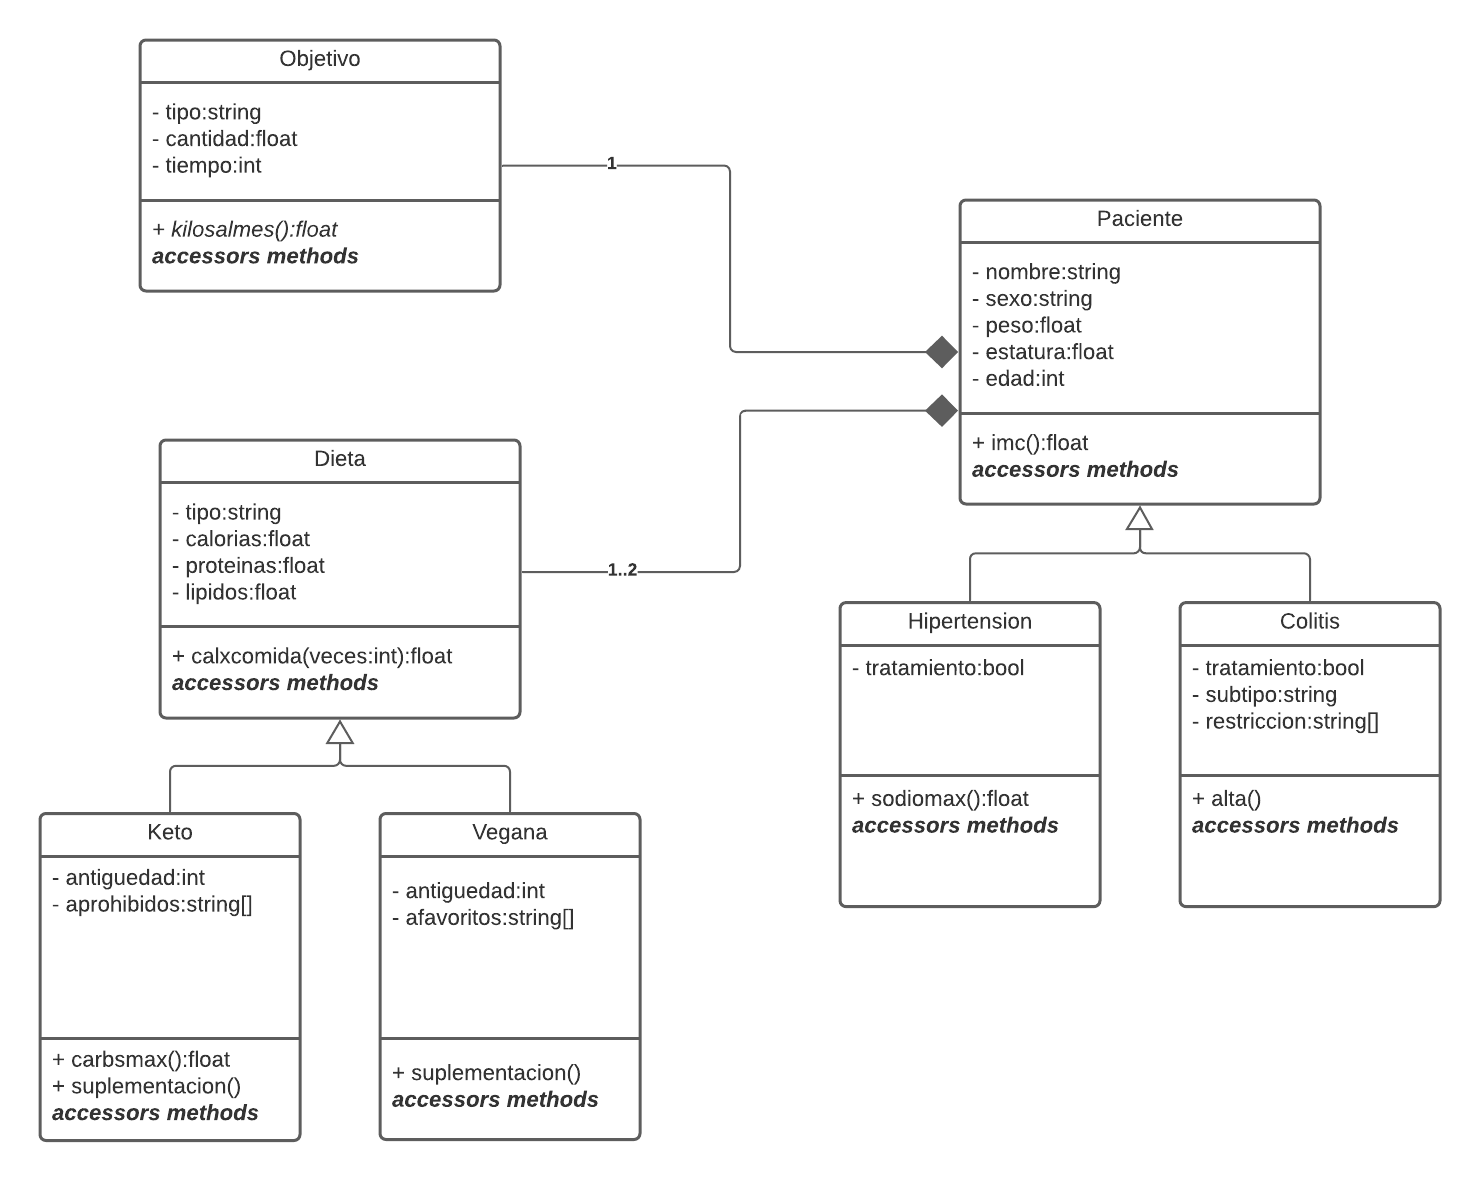 Objetivo
- tipo:string
- cantidad:float
- tiempo:int
+ kilosalmes():float
accessors methods
1
Paciente
- nombre:string
- sexo:string
- peso:float
- estatura:float
- edad:int
+ imc():float
accessors methods
Dieta
- tipo:string
- calorias:float
- proteinas:float
- lipidos:float
+ calxcomida(veces:int):float
accessors methods
1..2
Hipertension
- tratamiento:bool
+ sodiomax():float
accessors methods
Colitis
- tratamiento:bool
- subtipo:string
- restriccion:string[]
+ alta()
accessors methods
Keto
- antiguedad:int
- aprohibidos:string[]
+ carbsmax():float
+ suplementacion()
accessors methods
Vegana
- antiguedad:int
- afavoritos:string[]
+ suplementacion()
accessors methods